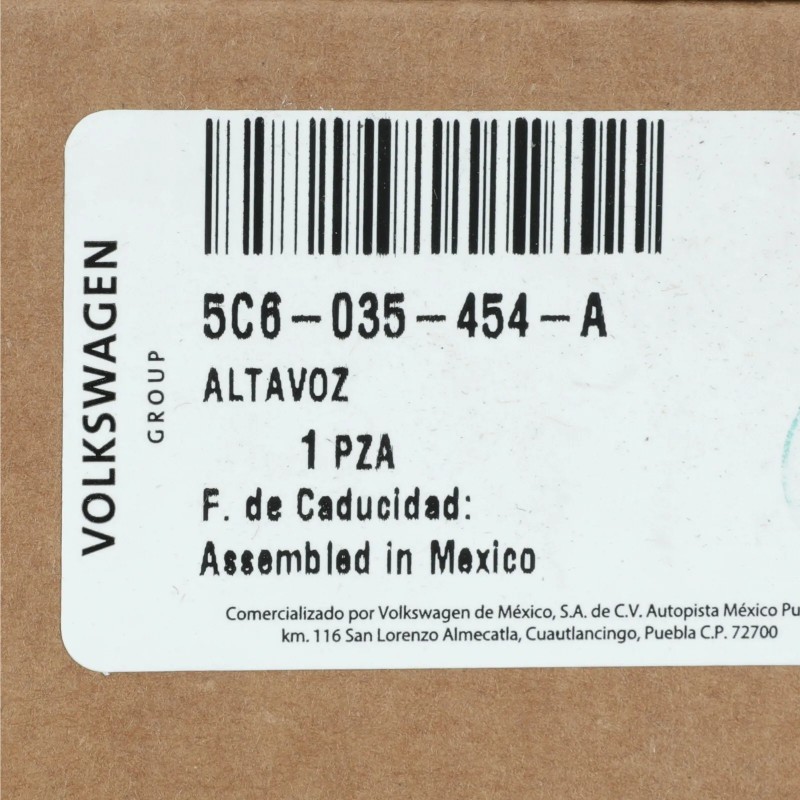 VOLKSWAGEN
GROUP
5C6-035-454-A
ALTAVOZ
1 PZA
F. de Caducidad:
Assembled in Mexico
Comercializado por Volkswagen de México, S.A. de C.V. Autopista México Pu
km. 116 San Lorenzo Almecatla, Cuautlancingo, Puebla C.P. 72700